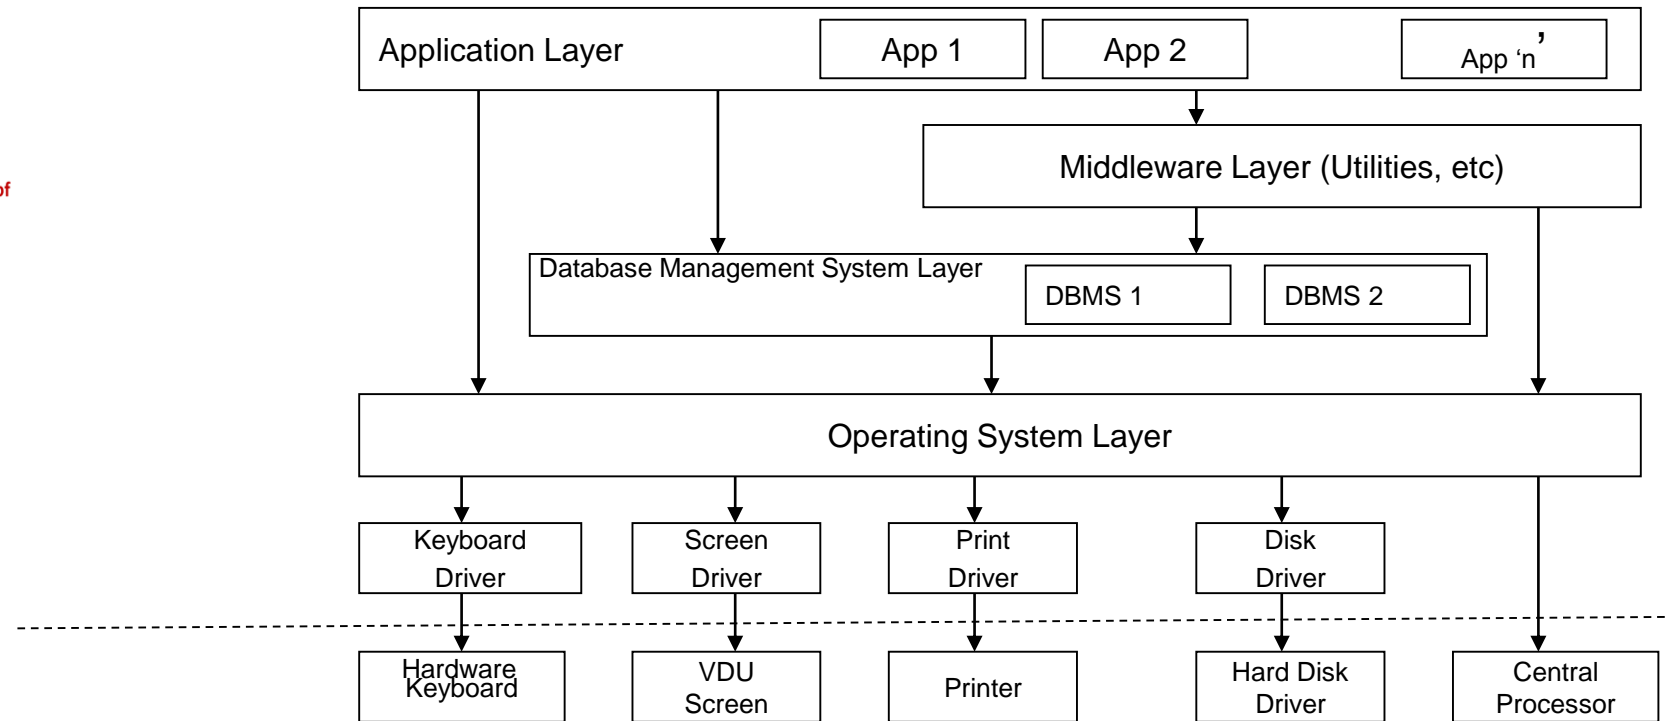 Application Layer
App 1
App 2
App ‘n’
Middleware Layer (Utilities, etc)
of
Database Management System Layer
DBMS 1
DBMS 2
Operating System Layer
Keyboard
Driver
Screen
Driver
Print
Driver
Disk
Driver
Hardware
Keyboard
VDU
Screen
Printer
Hard Disk
Driver
Central
Processor